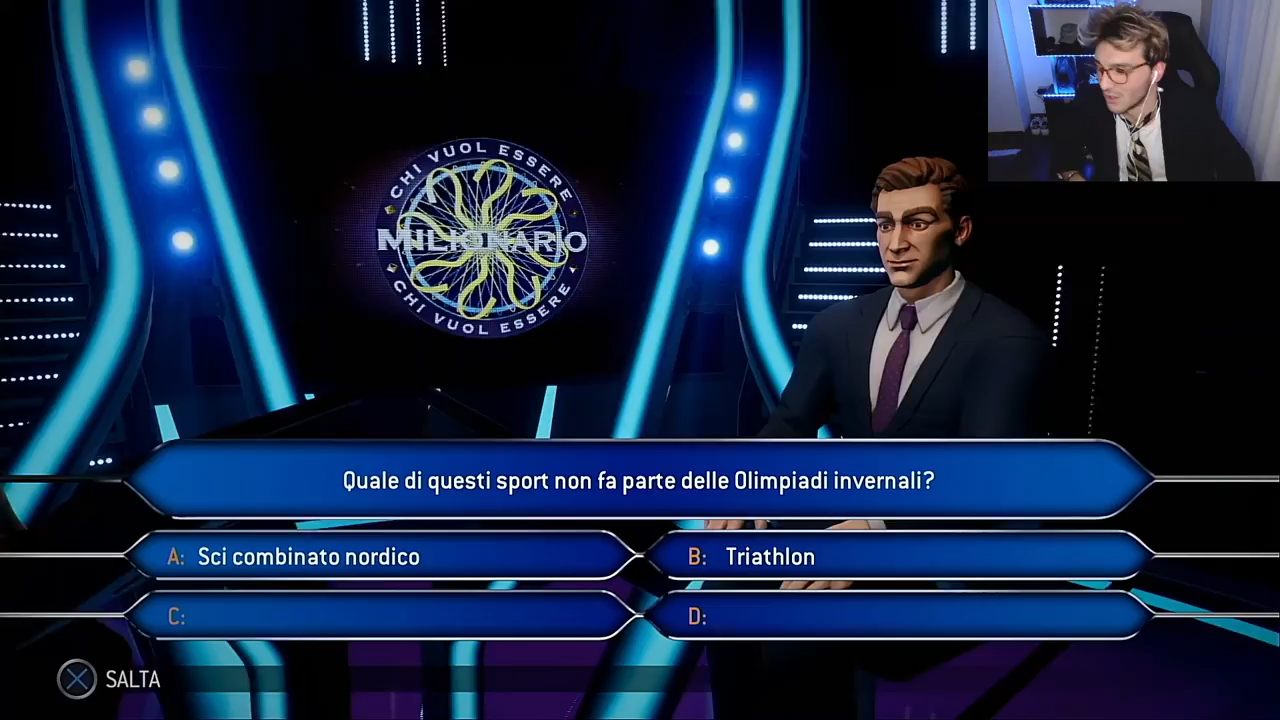 CHI VUOL ESSERE
MILIONARIO
CHI VUOL ESSERE
Quale di questi sport non fa parte delle Olimpiadi invernali?
A: Sci combinato nordico
B: Triathlon
C:
D:
SALTA